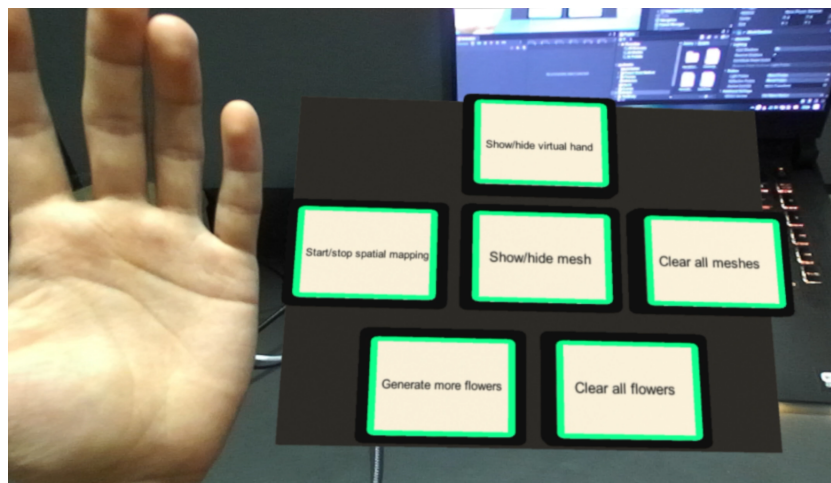 Show/hide virtual hand
Start/stop spatial mapping
Show/hide mesh
Clear all meshes
Generate more flowers
Clear all flowers